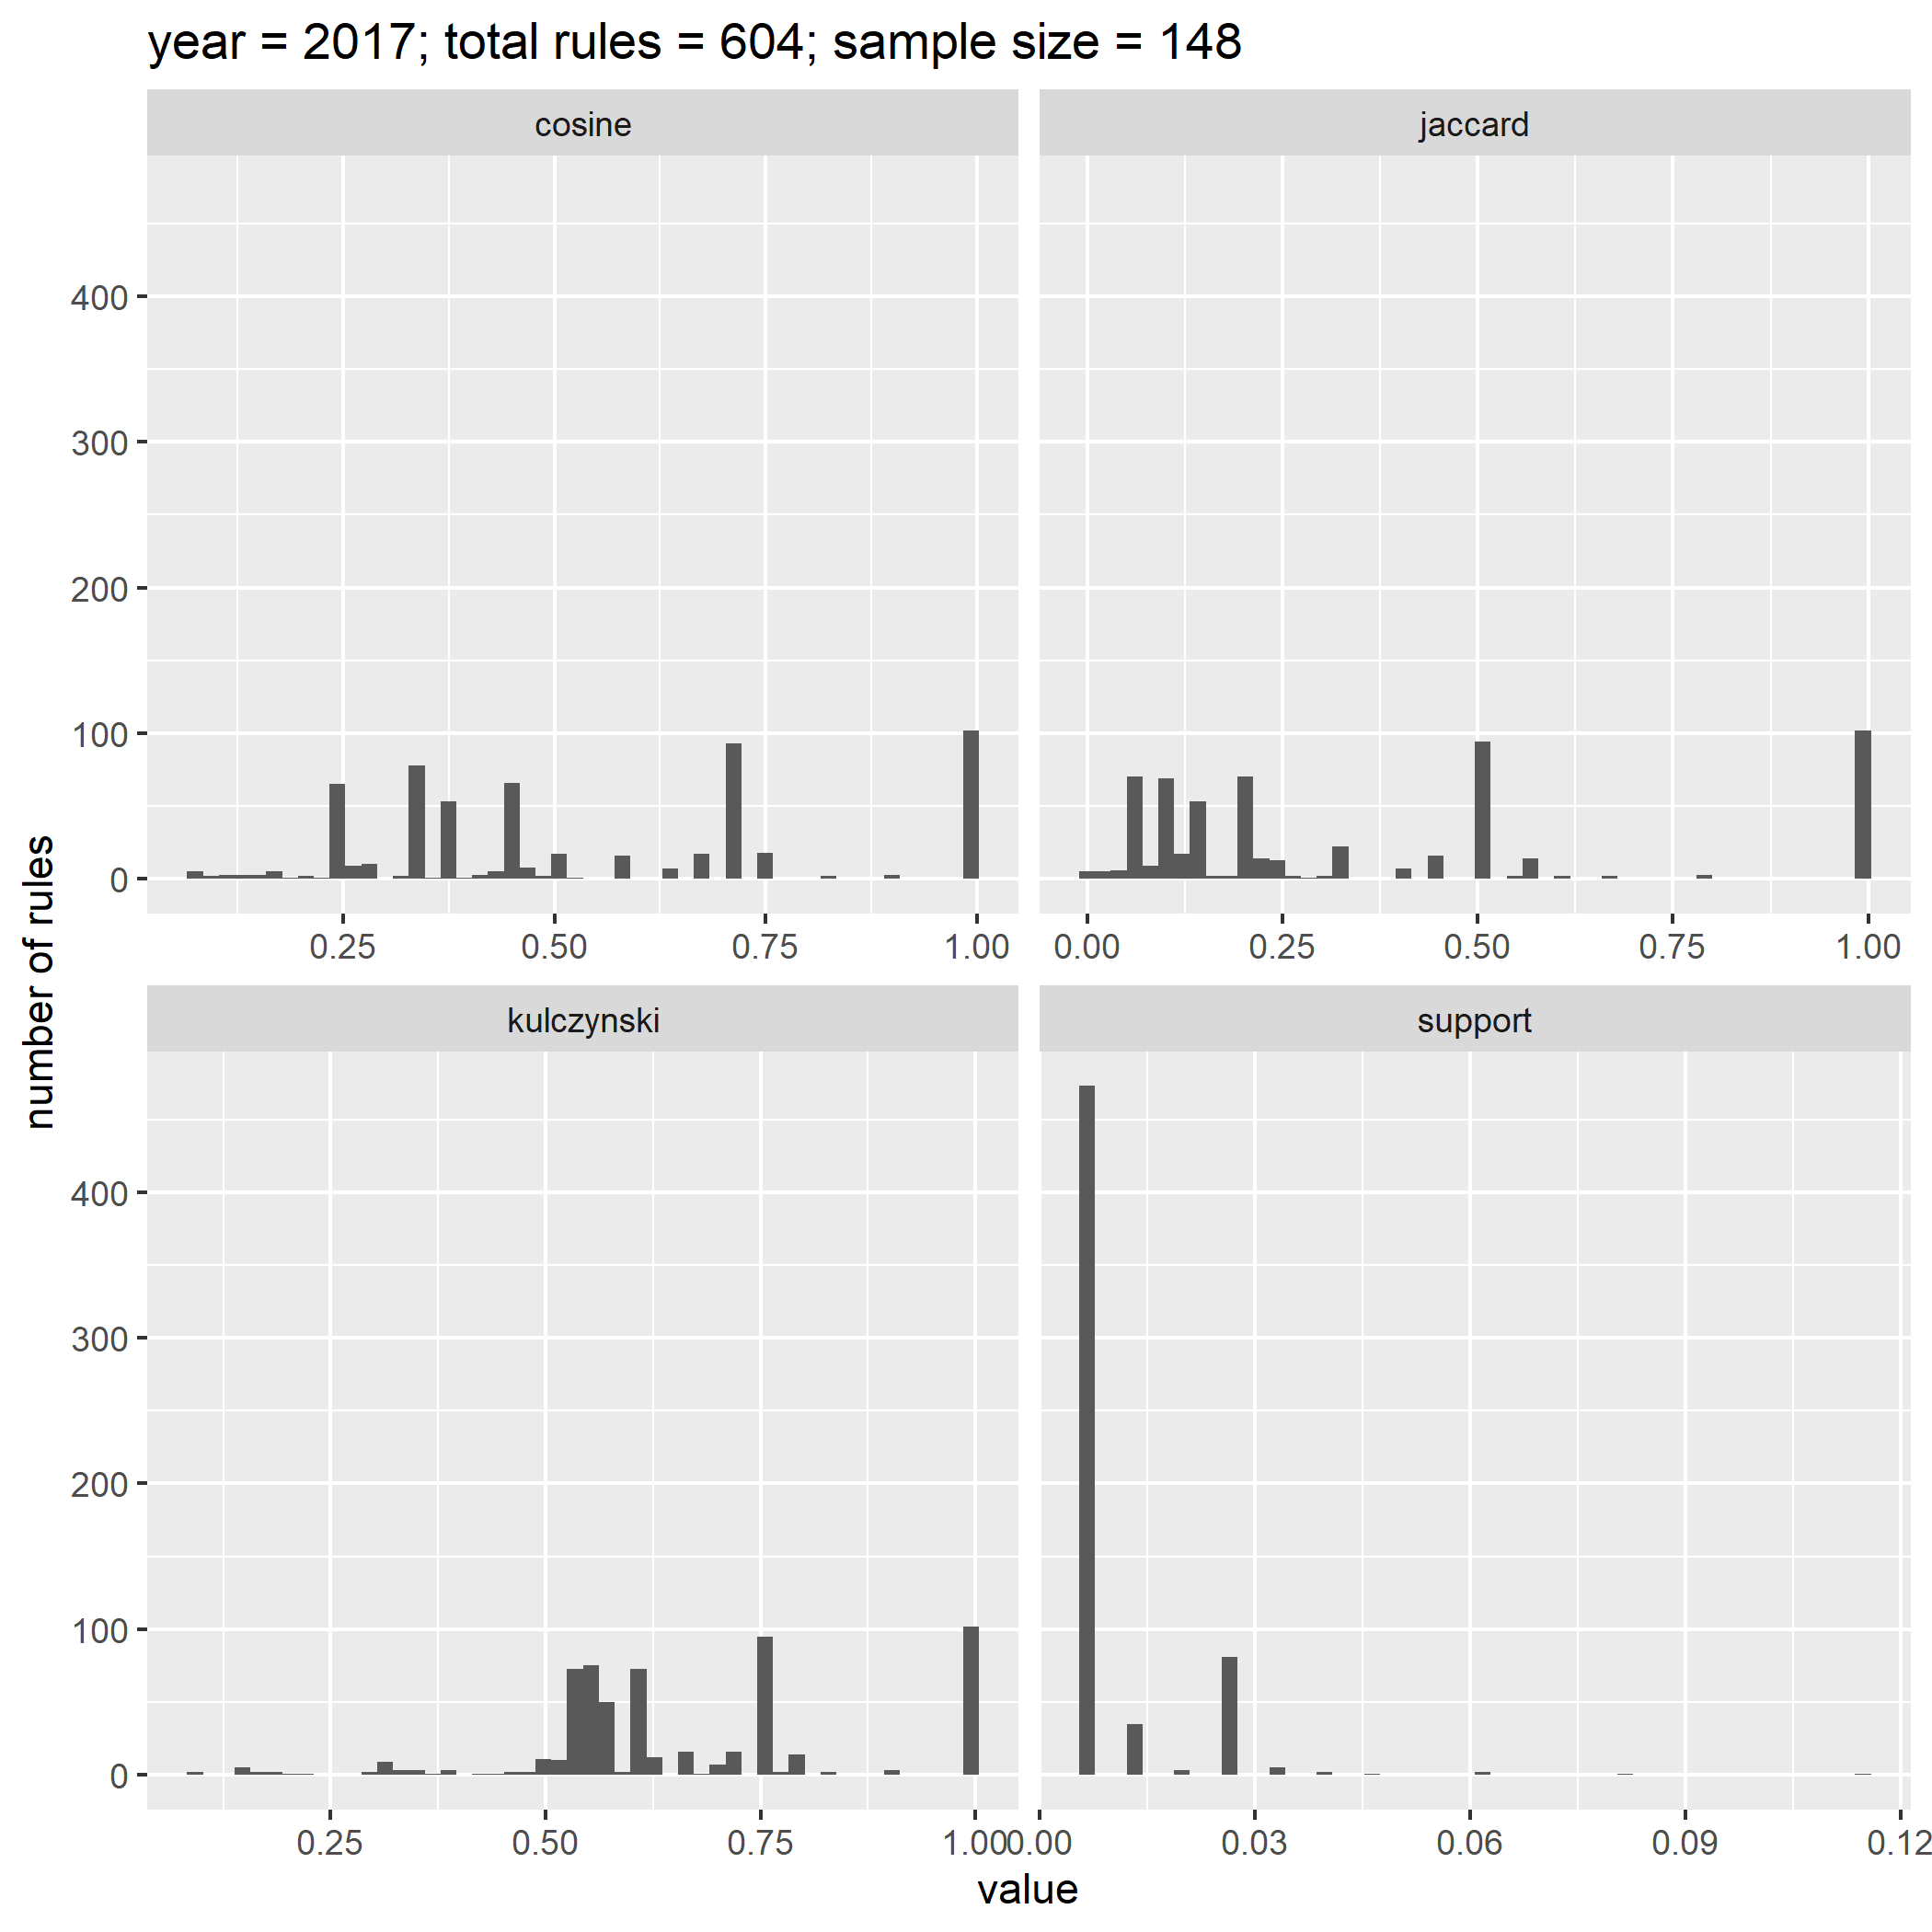 year = 2017; total rules = 604; sample size = 148
cosine
jaccard
400
300
200
100
0
0.25 0.50 0.75 1.00
0.00 0.25 0.50 0.75 1.00
number of rules
kulczynski
support
400
300
200
100
0
0.25 0.50 0.75 1.00
0.00 0.03 0.06 0.09 0.12
value